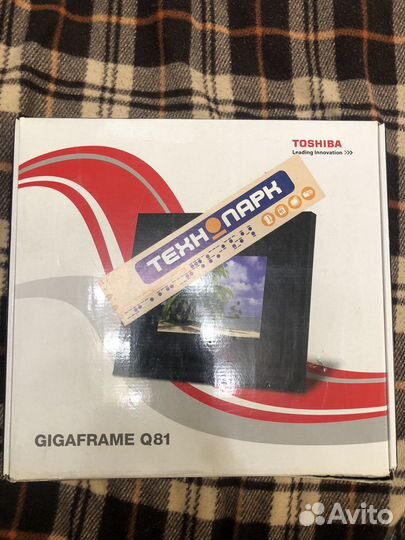 TOSHIBA
Leading Innovation >>>
ТЕХНОПАРК
GIGAFRAME Q81
Avito